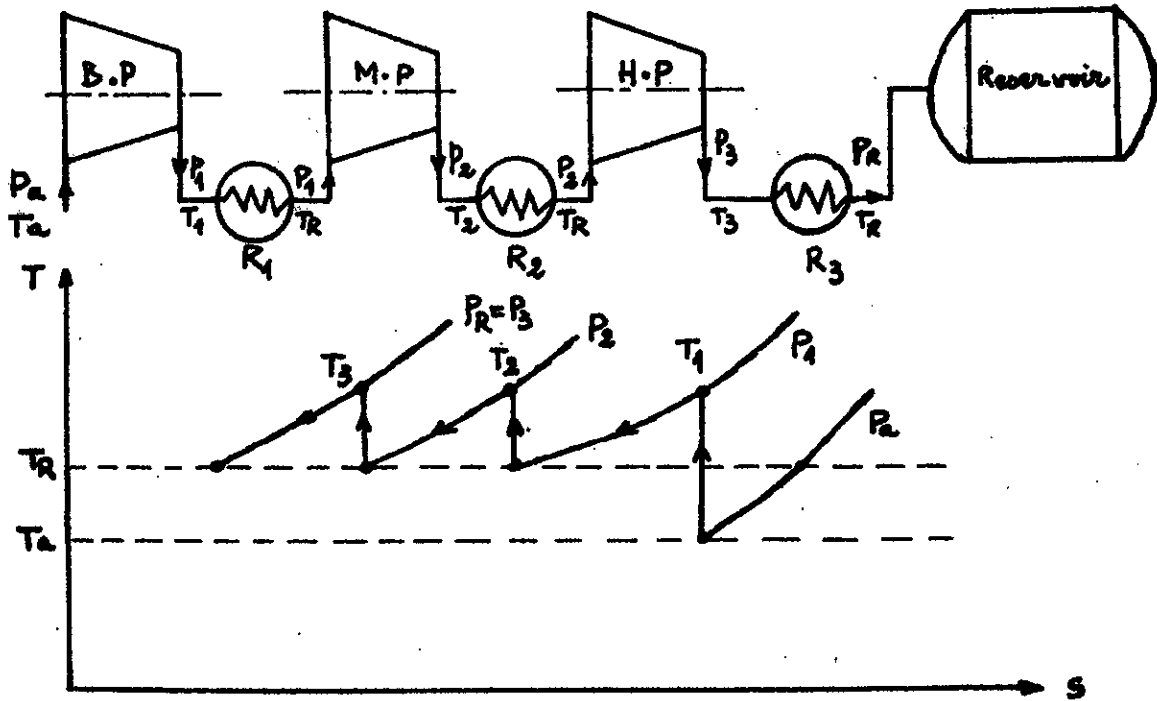 B.P
M.P
H.P
Reservoir
Pa
Ta
P1
T1
P1
TR
R1
P2
T2
P2
TR
R2
P3
T3
PR
TR
R3
T
PR=P3
P2
P1
Pa
T3
T2
T1
TR
Ta
s